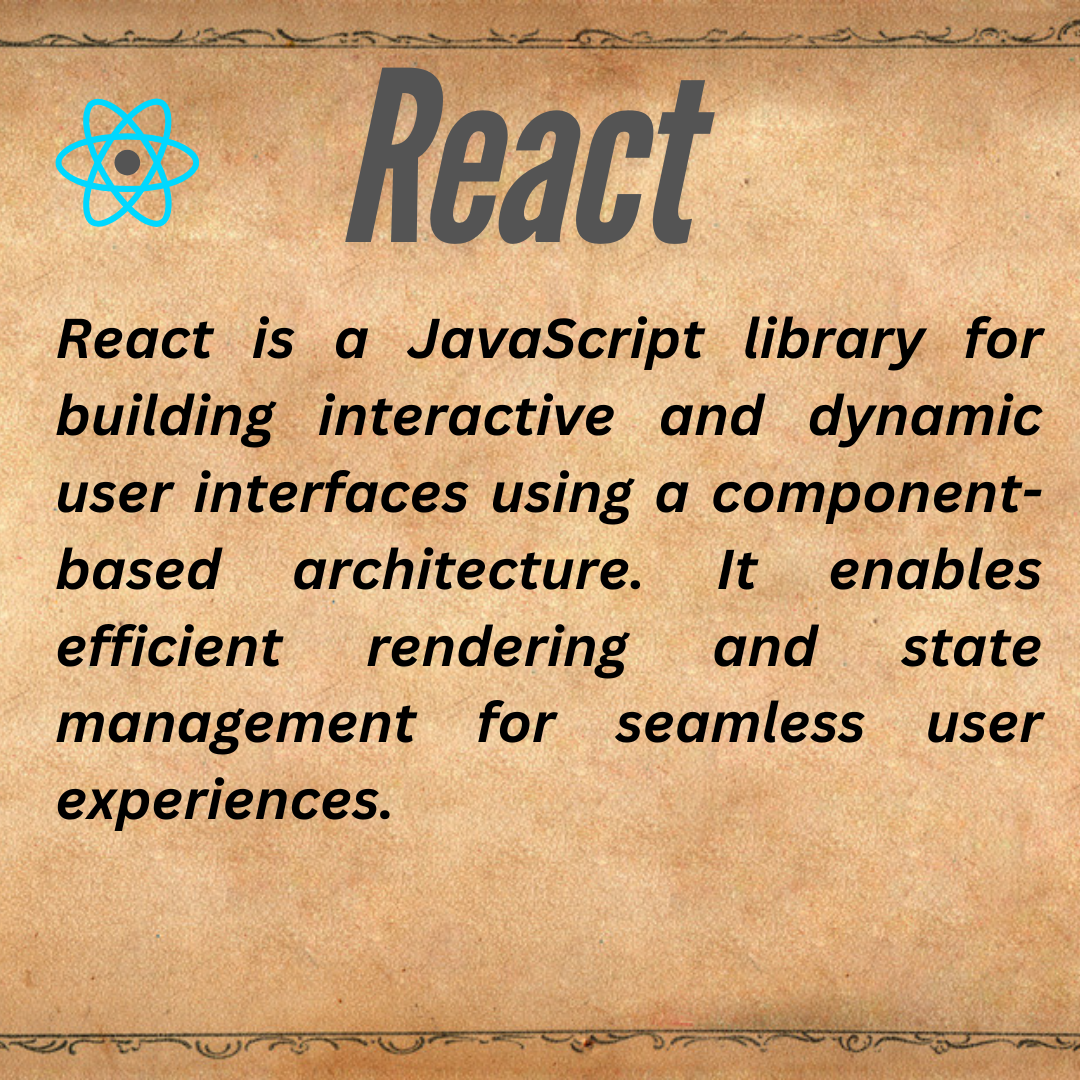 React
React is a JavaScript library for
building interactive and dynamic
user interfaces using a component-
based architecture. It enables
efficient rendering and state
management for seamless user
experiences.